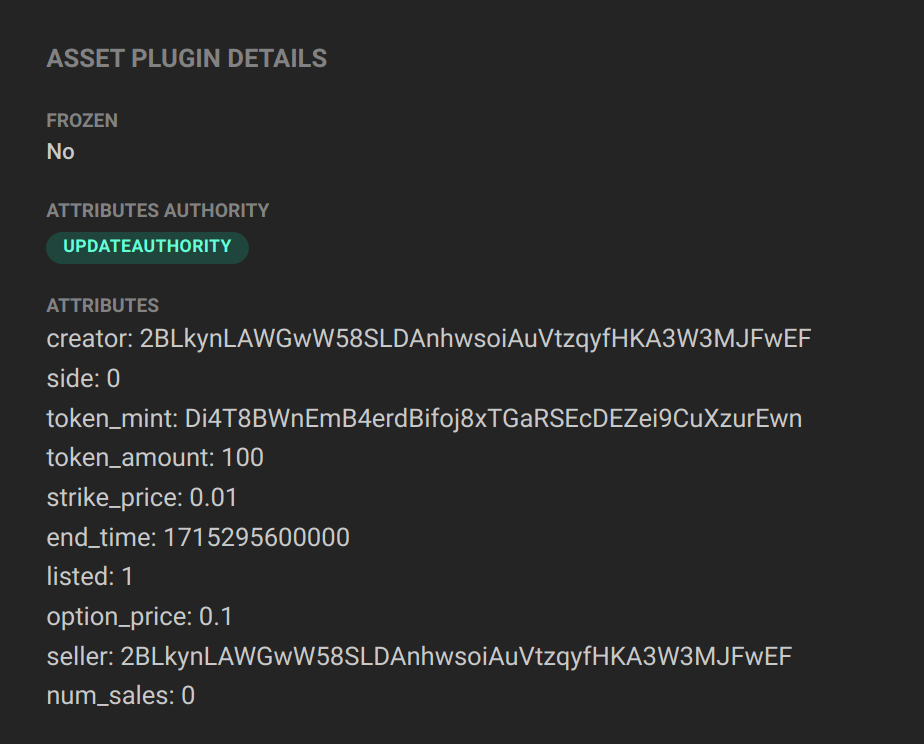 ASSET PLUGIN DETAILS
FROZEN
No
ATTRIBUTES AUTHORITY
UPDATEAUTHORITY
ATTRIBUTES
creator: 2BLkynLAWGwW58SLDAnhwsoiAuVtzqyfHKA3W3MJFwEF
side: 0
token_mint: Di4T8BWnEmB4erdBifoj8xTGaRSEcDEZei9CuXzurEwn
token_amount: 100
strike_price: 0.01
end_time: 1715295600000
listed: 1
option_price: 0.1
seller: 2BLkynLAWGwW58SLDAnhwsoiAuVtzqyfHKA3W3MJFwEF
num_sales: 0